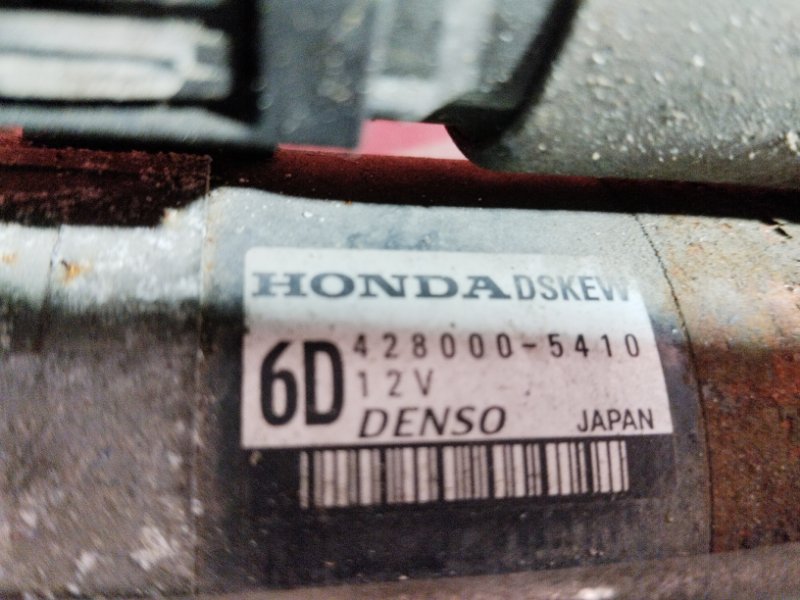 HONDA DSKEW
6D 428000-5410
12V
DENSO JAPAN